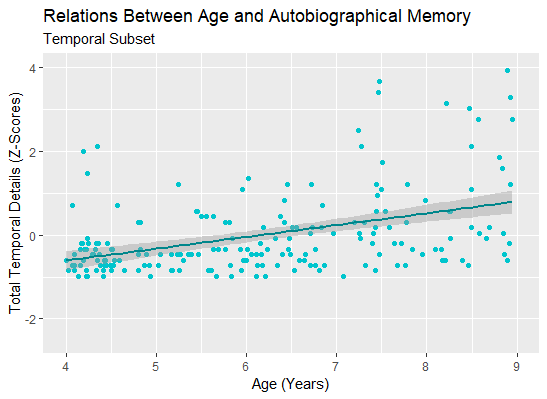 Relations Between Age and Autobiographical Memory
Temporal Subset
Total Temporal Details (Z-Scores)
4
2
0
-2
4 5 6 7 8 9
Age (Years)